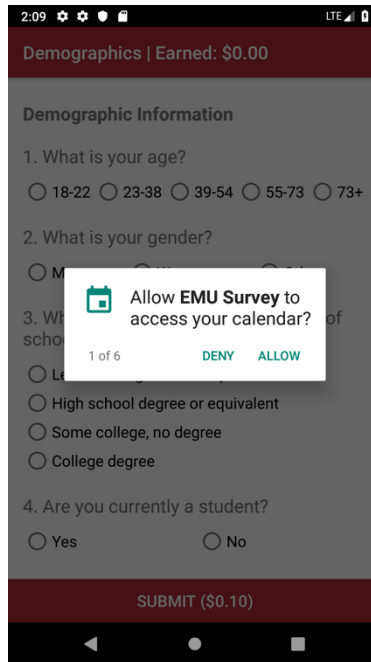 2:09 LTE
Demographics | Earned: $0.00
Demographic Information
1. What is your age?
18-22 23-38 39-54 55-73 73+
2. What is your gender?
Allow EMU Survey to
access your calendar?
1 of 6 DENY ALLOW
3. of
High school degree or equivalent
Some college, no degree
College degree
4. Are you currently a student?
Yes No
SUBMIT ($0.10)